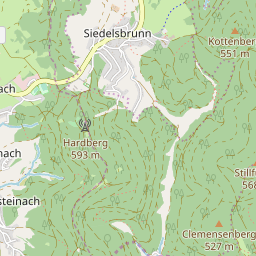 Siedelsbrunn
Kottenberg
551 m
ach
Hardberg
593 m
nach
Stillf
568
steinach
Clemensenberg
527 m